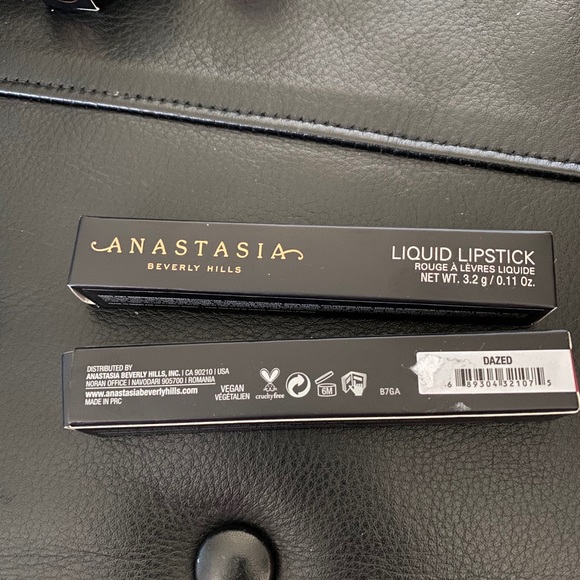 ANASTASIA
BEVERLY HILLS
LIQUID LIPSTICK
ROUGE À LÈVRES LIQUIDE
NET WT. 3.2 g / 0.11 Oz.
DISTRIBUTED BY
ANASTASIA BEVERLY HILLS, INC. | CA 90210 | USA
NORAN OFFICE | NAVODARI 905700 | ROMANIA
www.anastasiabeverlyhills.com
MADE IN PRC
VEGAN
VÉGÉTALIEN
crueltyfree
6M
B7GA
DAZED
6 89304 32107 5